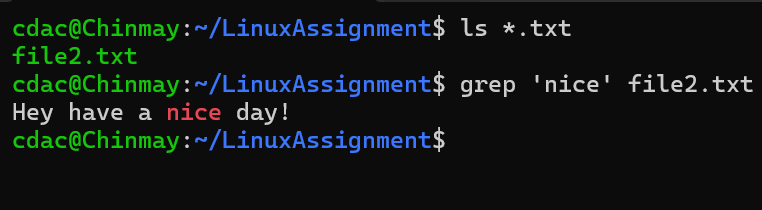 cdac@Chinmay:~/LinuxAssignment$ ls *.txt
file2.txt
cdac@Chinmay:~/LinuxAssignment$ grep 'nice' file2.txt
Hey have a nice day!
cdac@Chinmay:~/LinuxAssignment$